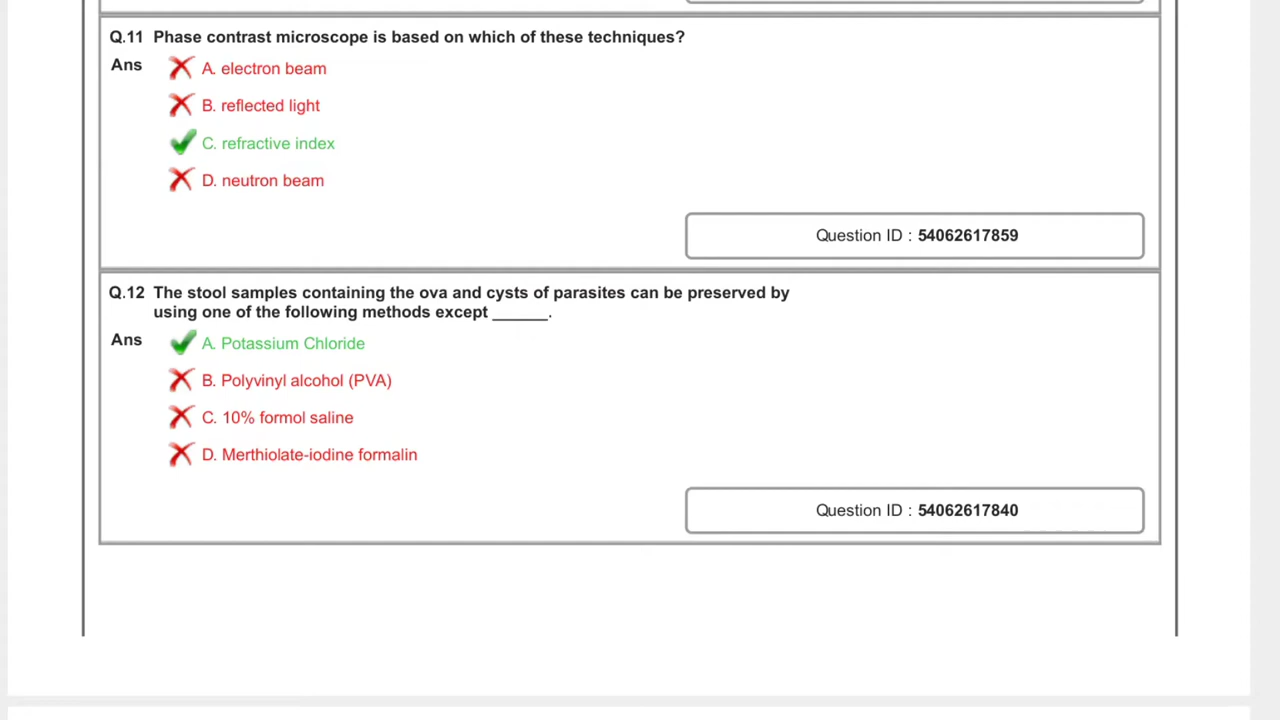 Q.11 Phase contrast microscope is based on which of these techniques?
Ans A. electron beam
B. reflected light
C. refractive index
D. neutron beam
Question ID : 54062617859
Q.12 The stool samples containing the ova and cysts of parasites can be preserved by
using one of the following methods except ______.
Ans A. Potassium Chloride
B. Polyvinyl alcohol (PVA)
C. 10% formol saline
D. Merthiolate-iodine formalin
Question ID : 54062617840